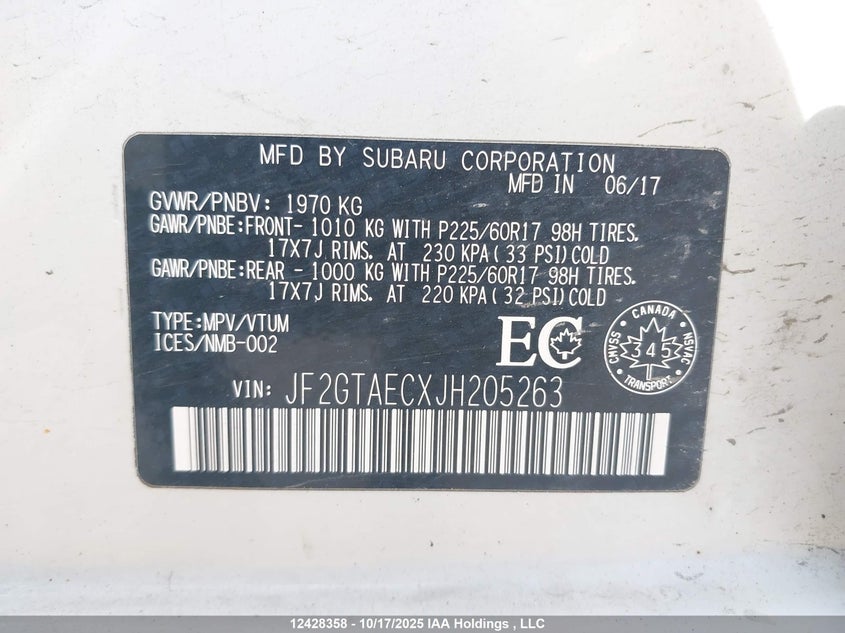 MFD BY SUBARU CORPORATION
MFD IN 06/17
GVWR/PNBV: 1970 KG
GAWR/PNBE:FRONT- 1010 KG WITH P225/60R17 98H TIRES.
17X7J RIMS. AT 230 KPA(33 PSI)COLD
GAWR/PNBE:REAR - 1000 KG WITH P225/60R17 98H TIRES.
17X7J RIMS. AT 220 KPA(32 PSI)COLD
TYPE:MPV/VTUM
ICES/NMB-002
EC
CANADA
SSVNC
NSVAC
345
TRANSPORT
VIN: JF2GTAECXJH205263
12428358 - 10/17/2025 IAA Holdings , LLC